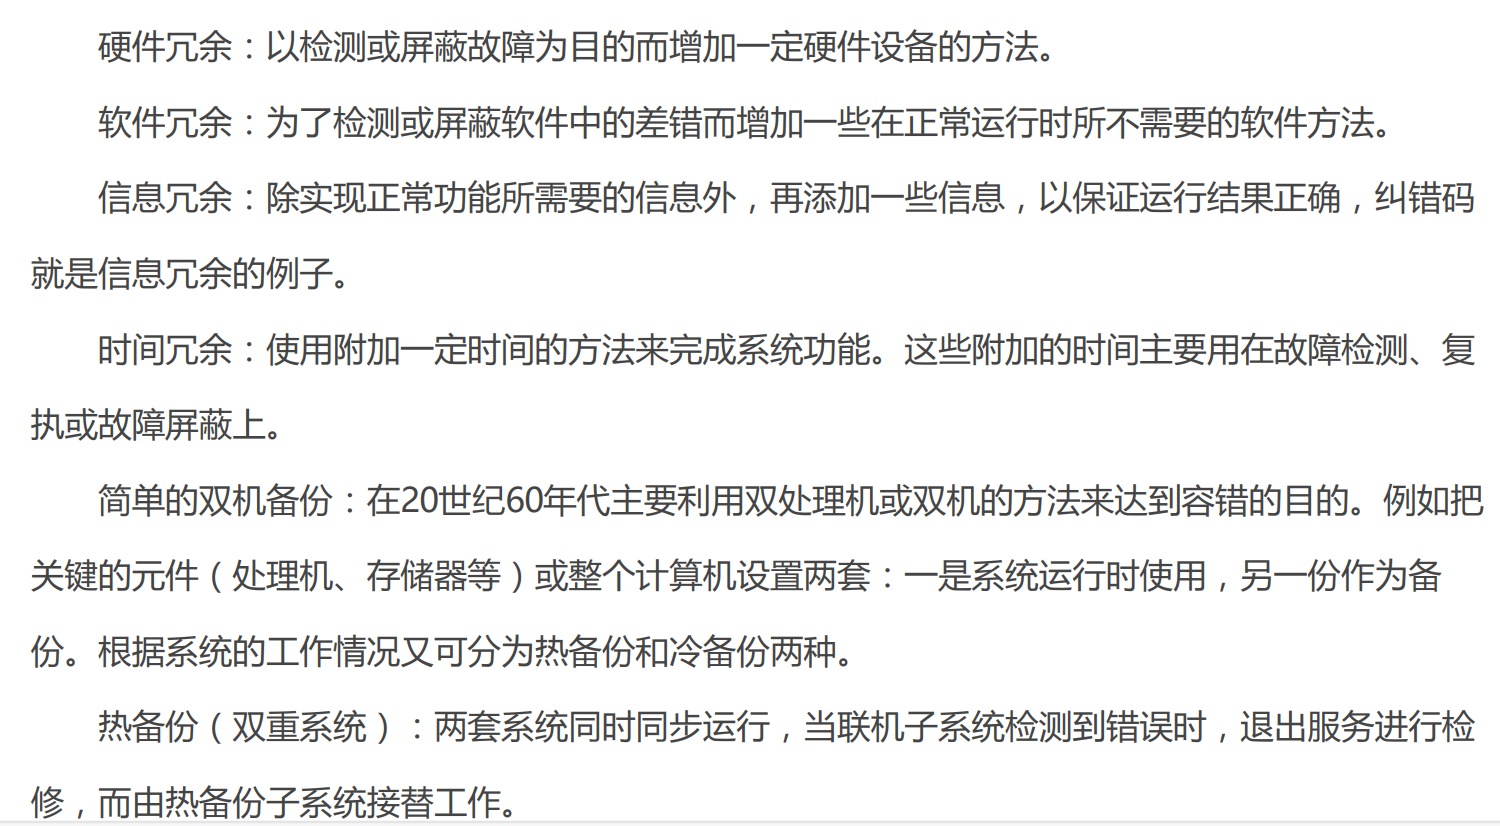 硬件冗余：以检测或屏蔽故障为目的而增加一定硬件设备的方法。
软件冗余：为了检测或屏蔽软件中的差错而增加一些在正常运行时所不需要的软件方法。
信息冗余：除实现正常功能所需要的信息外，再添加一些信息，以保证运行结果正确，纠错码
就是信息冗余的例子。
时间冗余：使用附加一定时间的方法来完成系统功能。这些附加的时间主要用在故障检测、复
执或故障屏蔽上。
简单的双机备份：在20世纪60年代主要利用双处理机或双机的方法来达到容错的目的。例如把
关键的元件（处理机、存储器等）或整个计算机设置两套：一是系统运行时使用，另一份作为备
份。根据系统的工作情况又可分为热备份和冷备份两种。
热备份（双重系统）：两套系统同时同步运行，当联机子系统检测到错误时，退出服务进行检
修，而由热备份子系统接替工作。